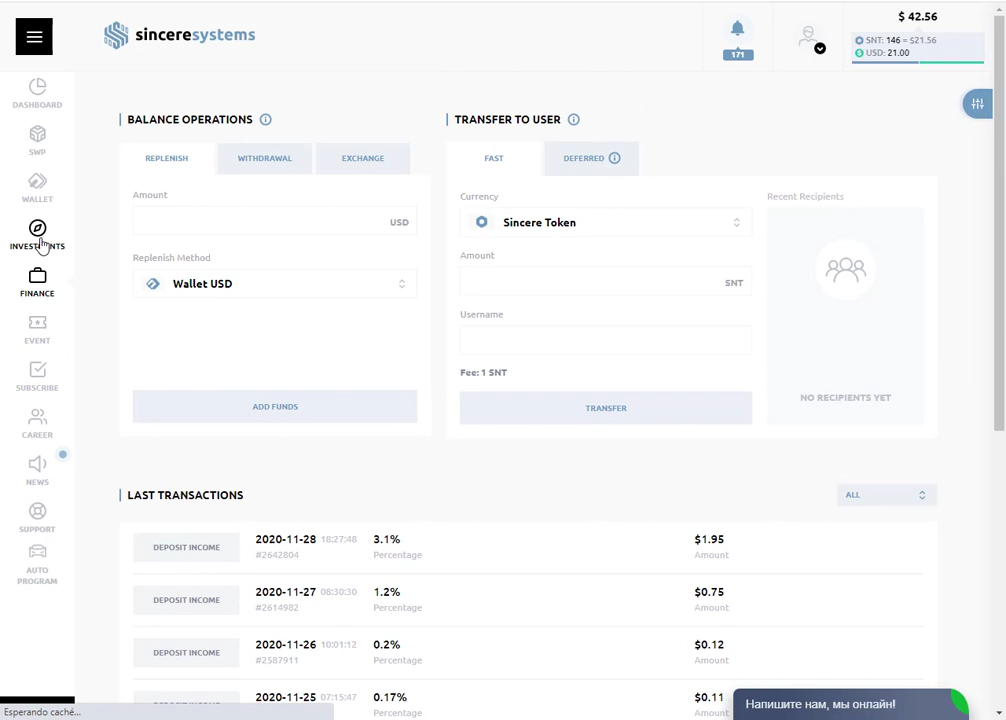 sinceresystems
171
$ 42.56
SNT: 146 = $21.56
USD: 21.00
DASHBOARD
SWP
WALLET
FINANCE
EVENT
SUBSCRIBE
CAREER
NEWS
SUPPORT
AUTO
PROGRAM
BALANCE OPERATIONS
REPLENISH
WITHDRAWAL
EXCHANGE
Amount
USD
Replenish Method
Wallet USD
ADD FUNDS
TRANSFER TO USER
FAST
DEFERRED
Currency
Sincere Token
Amount
SNT
Username
Fee: 1 SNT
TRANSFER
Recent Recipients
NO RECIPIENTS YET
LAST TRANSACTIONS
ALL
DEPOSIT INCOME
2020-11-28 18:27:48
#2642804
3.1%
Percentage
$1.95
Amount
DEPOSIT INCOME
2020-11-27 08:30:30
#2614982
1.2%
Percentage
$0.75
Amount
DEPOSIT INCOME
2020-11-26 10:01:12
#2587911
0.2%
Percentage
$0.12
Amount
2020-11-25 07:15:47
0.17%
Percentage
$0.11
Amount
Напишите нам, мы онлайн!
Esperando caché...